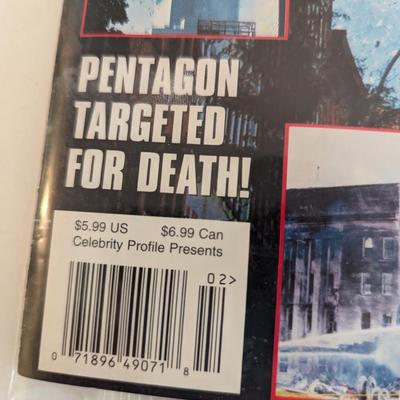 PENTAGON
TARGETED
FOR DEATH!
$5.99 US $6.99 Can
Celebrity Profile Presents
02>
0 71896 49071 8